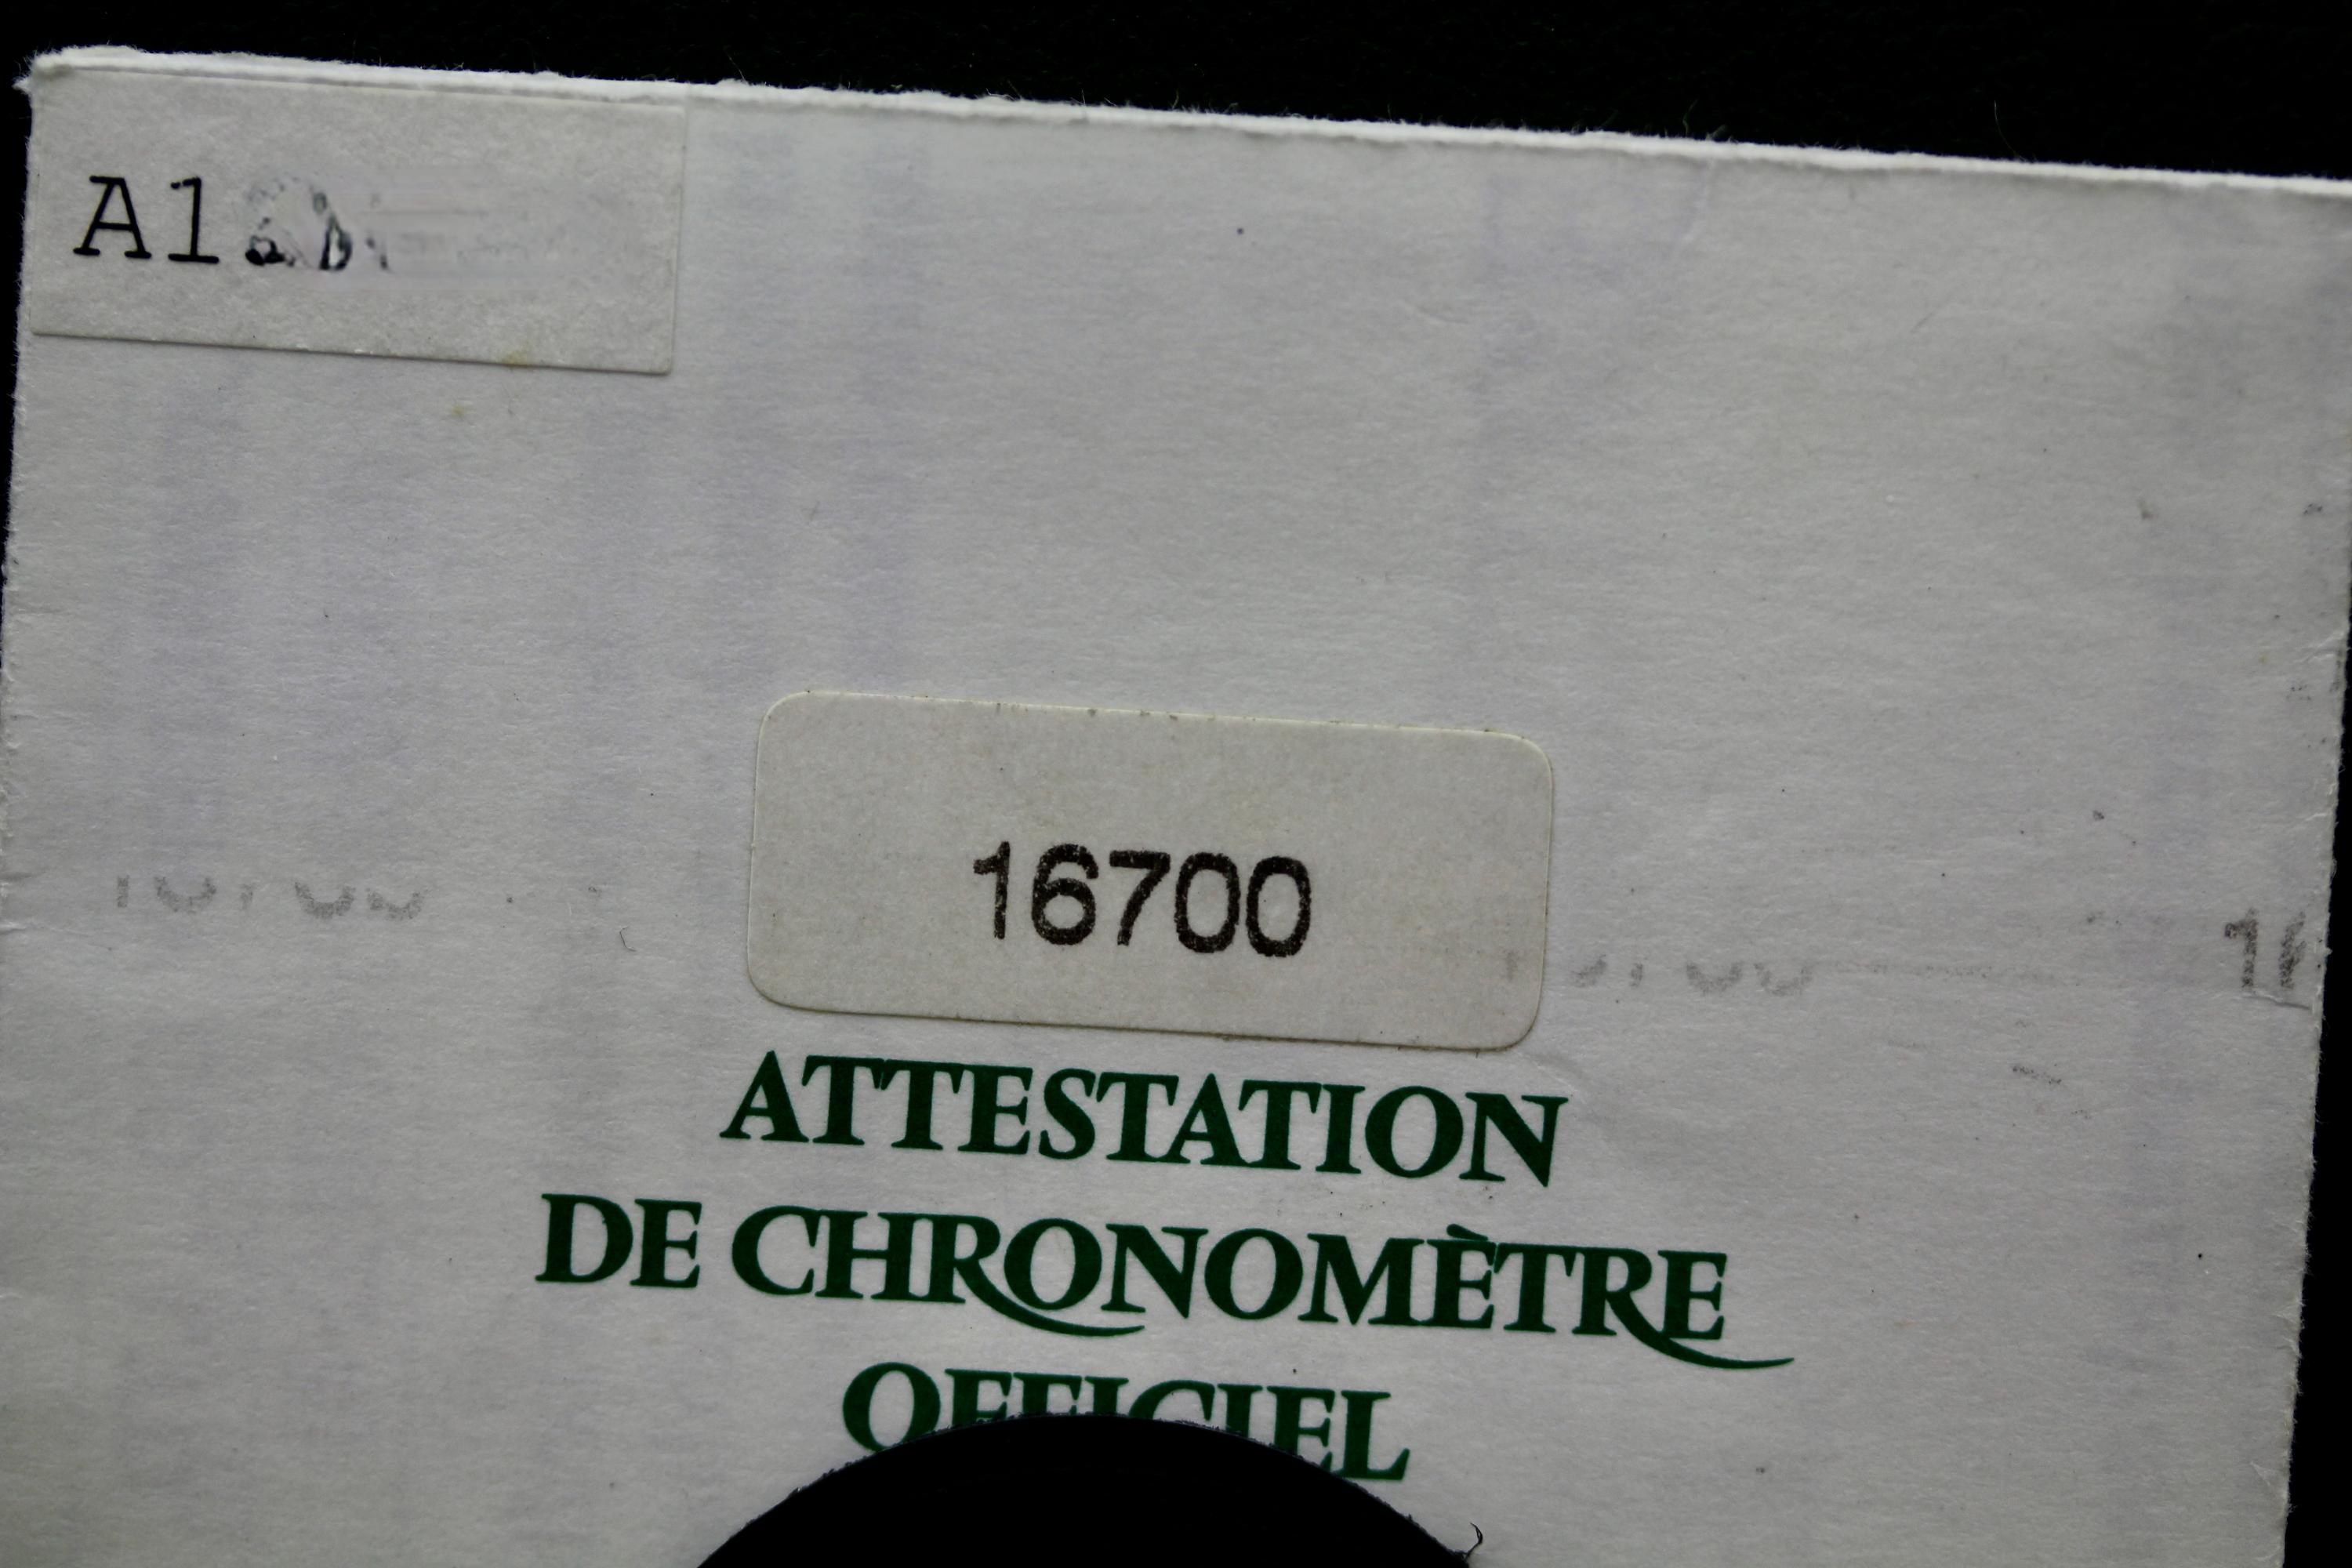 A1
16700
ATTESTATION
DE CHRONOMÈTRE
OFFICIEL